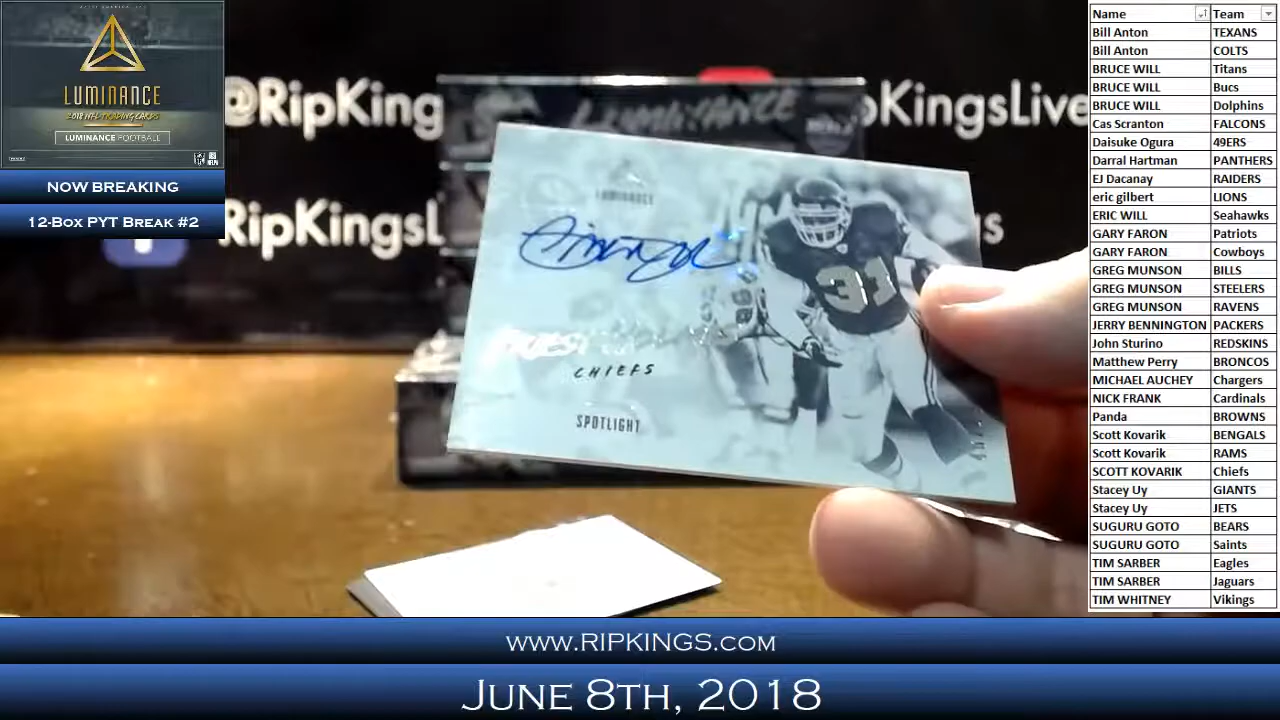 LUMINANCE
2018 NFL TRADING CARDS
LUMINANCE FOOTBALL
NOW BREAKING
12-Box PYT Break #2
@RipKing
pKingsLive
RipKingsL
s
LUMINANCE
LUMINANCE
31
CHIEFS
SPOTLIGHT
Name Team
Bill Anton TEXANS
Bill Anton COLTS
BRUCE WILL Titans
BRUCE WILL Bucs
BRUCE WILL Dolphins
Cas Scranton FALCONS
Daisuke Ogura 49ERS
Darral Hartman PANTHERS
EJ Dacanay RAIDERS
eric gilbert LIONS
ERIC WILL Seahawks
GARY FARON Patriots
GARY FARON Cowboys
GREG MUNSON BILLS
GREG MUNSON STEELERS
GREG MUNSON RAVENS
JERRY BENNINGTON PACKERS
John Sturino REDSKINS
Matthew Perry BRONCOS
MICHAEL AUCHEY Chargers
NICK FRANK Cardinals
Panda BROWNS
Scott Kovarik BENGALS
Scott Kovarik RAMS
SCOTT KOVARIK Chiefs
Stacey Uy GIANTS
Stacey Uy JETS
SUGURU GOTO BEARS
SUGURU GOTO Saints
TIM SARBER Eagles
TIM SARBER Jaguars
TIM WHITNEY Vikings
www.RIPKINGS.COM
JUNE 8TH, 2018